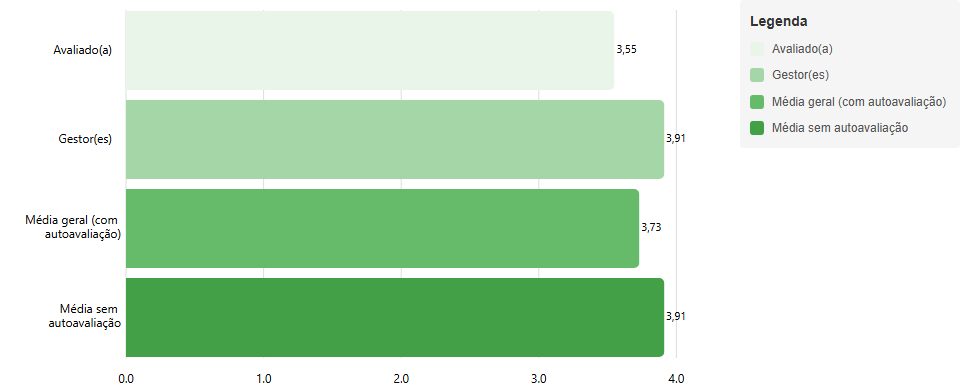 Avaliado(a)
3,55
Gestor(es)
3,91
Média geral (com
autoavaliação)
3,73
Média sem
autoavaliação
3,91
0.0
1.0
2.0
3.0
4.0
Legenda
Avaliado(a)
Gestor(es)
Média geral (com autoavaliação)
Média sem autoavaliação